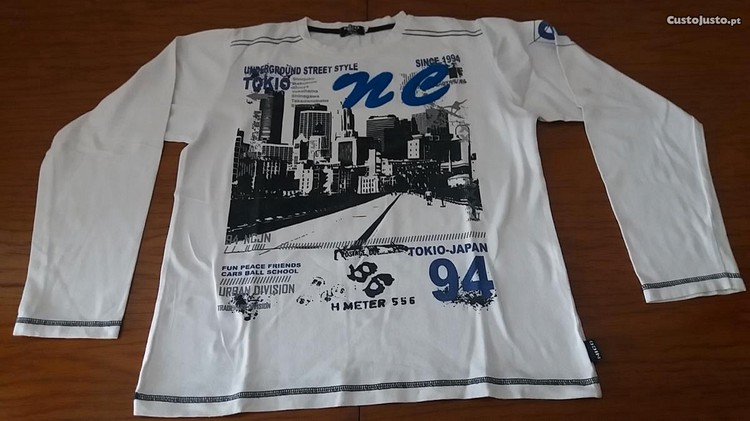 CustoJusto.pt
UNDERGROUND STREET STYLE
SINCE 1994
TOKIO
nc
TOKIO-JAPAN
94
FUN PEACE FRIENDS
CARS BALL SCHOOL
URBAN DIVISION
H METER 556